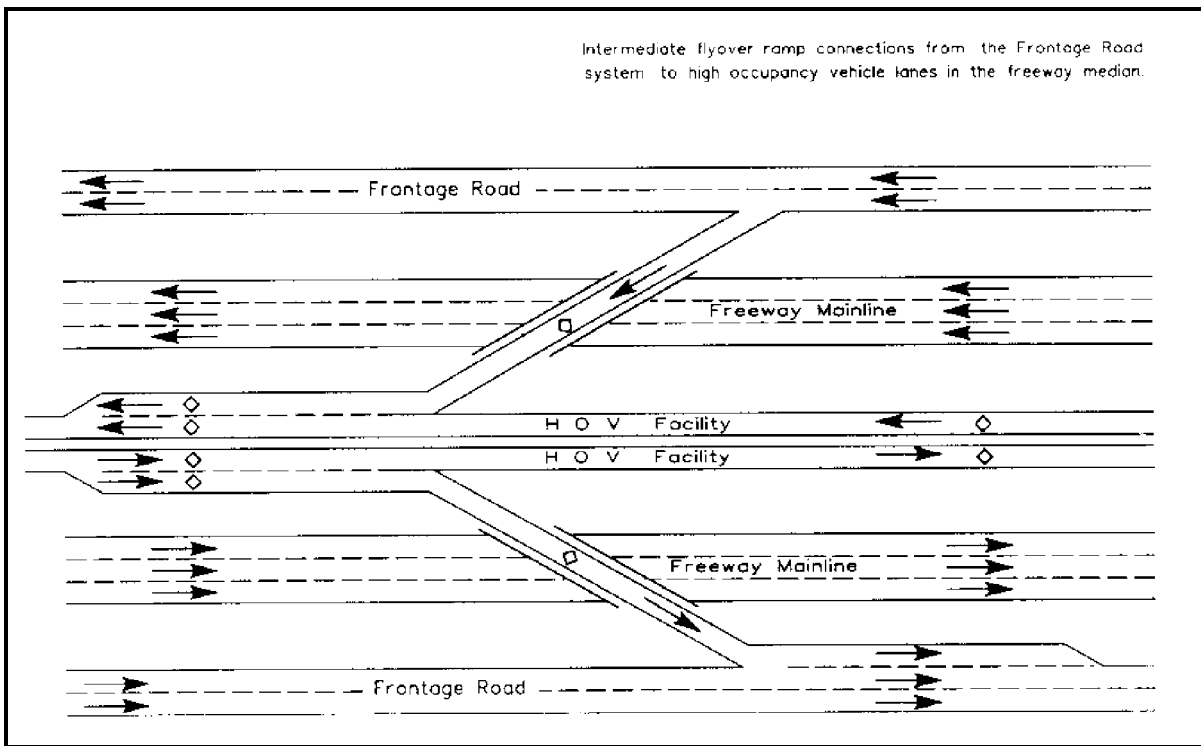 Intermediate flyover ramp connections from the Frontage Road
system to high occupancy vehicle lanes in the freeway median.
Frontage Road
Freeway Mainline
H O V Facility
H O V Facility
Freeway Mainline
Frontage Road